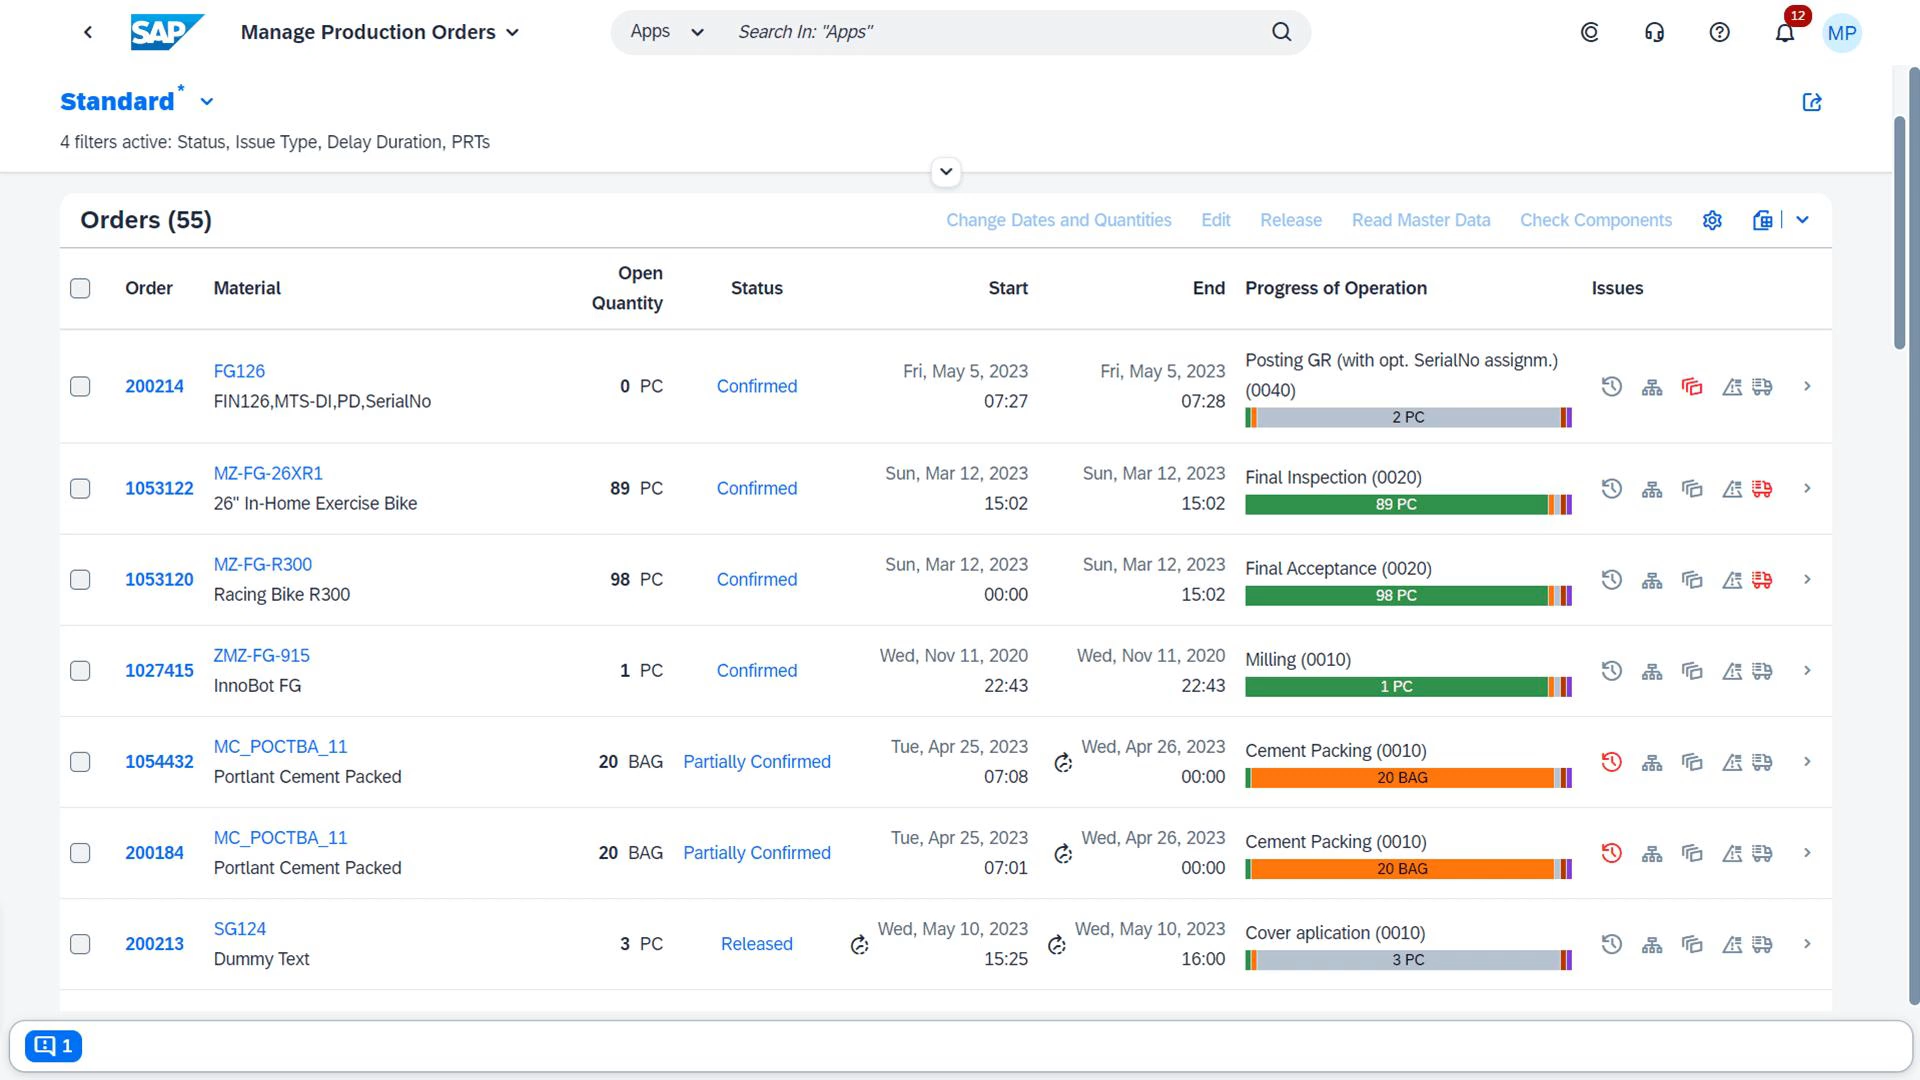 SAP
Manage Production Orders
Apps
Search In: "Apps"
12
MP
Standard*
4 filters active: Status, Issue Type, Delay Duration, PRTs
Orders (55)
Change Dates and Quantities
Edit
Release
Read Master Data
Check Components
Order
Material
Open
Quantity
Status
Start
End
Progress of Operation
Issues
200214
FG126
FIN126,MTS-DI,PD,SerialNo
0 PC
Confirmed
Fri, May 5, 2023
07:27
Fri, May 5, 2023
07:28
Posting GR (with opt. SerialNo assignm.)
(0040)
2 PC
1053122
MZ-FG-26XR1
26" In-Home Exercise Bike
89 PC
Confirmed
Sun, Mar 12, 2023
15:02
Sun, Mar 12, 2023
15:02
Final Inspection (0020)
89 PC
1053120
MZ-FG-R300
Racing Bike R300
98 PC
Confirmed
Sun, Mar 12, 2023
00:00
Sun, Mar 12, 2023
15:02
Final Acceptance (0020)
98 PC
1027415
ZMZ-FG-915
InnoBot FG
1 PC
Confirmed
Wed, Nov 11, 2020
22:43
Wed, Nov 11, 2020
22:43
Milling (0010)
1 PC
1054432
MC_POCTBA_11
Portlant Cement Packed
20 BAG
Partially Confirmed
Tue, Apr 25, 2023
07:08
Wed, Apr 26, 2023
00:00
Cement Packing (0010)
20 BAG
200184
MC_POCTBA_11
Portlant Cement Packed
20 BAG
Partially Confirmed
Tue, Apr 25, 2023
07:01
Wed, Apr 26, 2023
00:00
Cement Packing (0010)
20 BAG
200213
SG124
Dummy Text
3 PC
Released
Wed, May 10, 2023
15:25
Wed, May 10, 2023
16:00
Cover aplication (0010)
3 PC
1